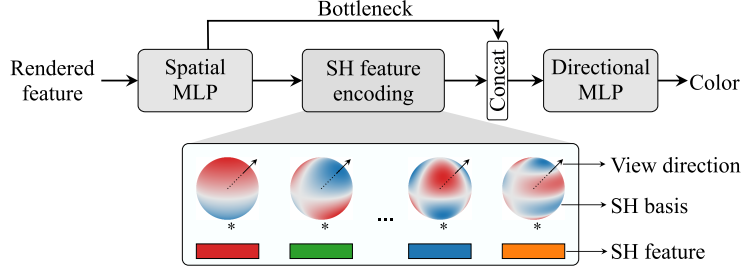 Bottleneck
Rendered
feature
Spatial
MLP
SH feature
encoding
Concat
Directional
MLP
Color
View direction
SH basis
...
* * * *
SH feature